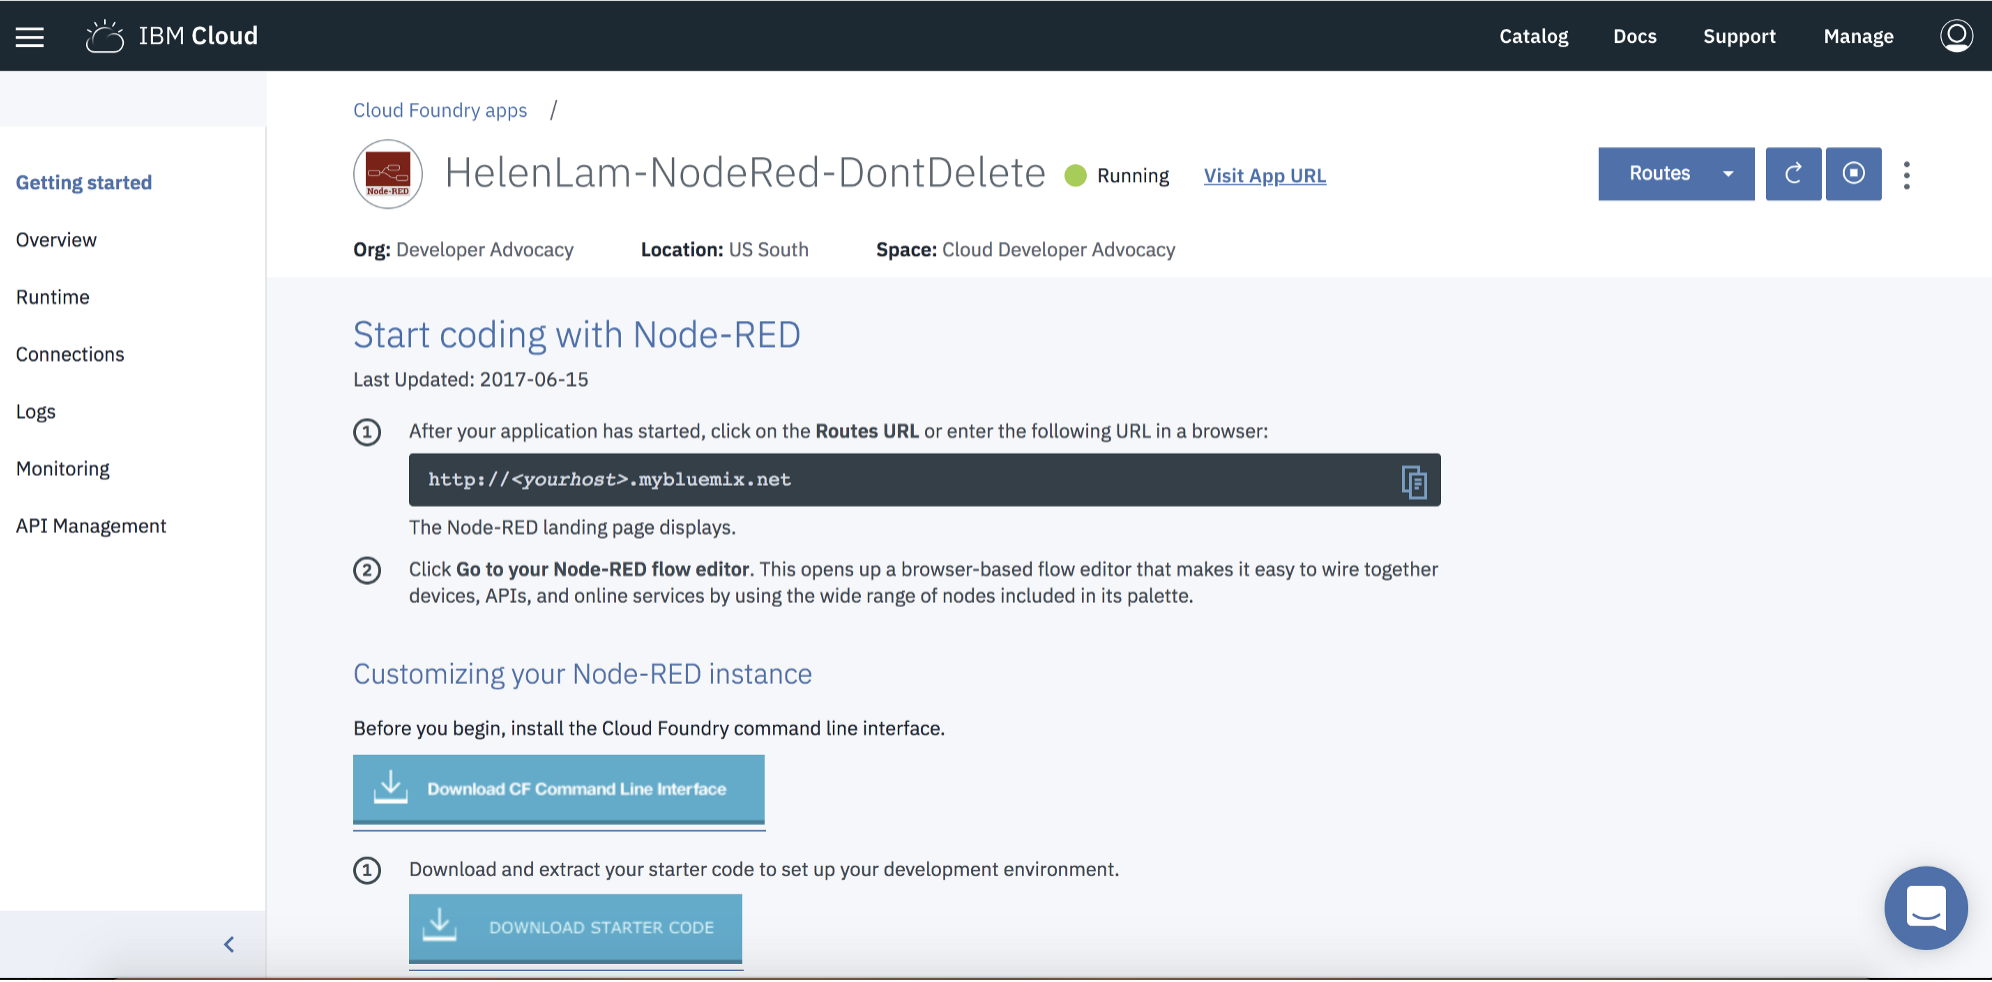 IBM Cloud
Catalog
Docs
Support
Manage
Getting started
Overview
Runtime
Connections
Logs
Monitoring
API Management
Cloud Foundry apps /
Node-RED
HelenLam-NodeRed-DontDelete
Running
Visit App URL
Routes
Org: Developer Advocacy
Location: US South
Space: Cloud Developer Advocacy
Start coding with Node-RED
Last Updated: 2017-06-15
1 After your application has started, click on the Routes URL or enter the following URL in a browser:
http://<yourhost>.mybluemix.net
The Node-RED landing page displays.
2 Click Go to your Node-RED flow editor. This opens up a browser-based flow editor that makes it easy to wire together
devices, APIs, and online services by using the wide range of nodes included in its palette.
Customizing your Node-RED instance
Before you begin, install the Cloud Foundry command line interface.
Download CF Command Line Interface
1 Download and extract your starter code to set up your development environment.
DOWNLOAD STARTER CODE